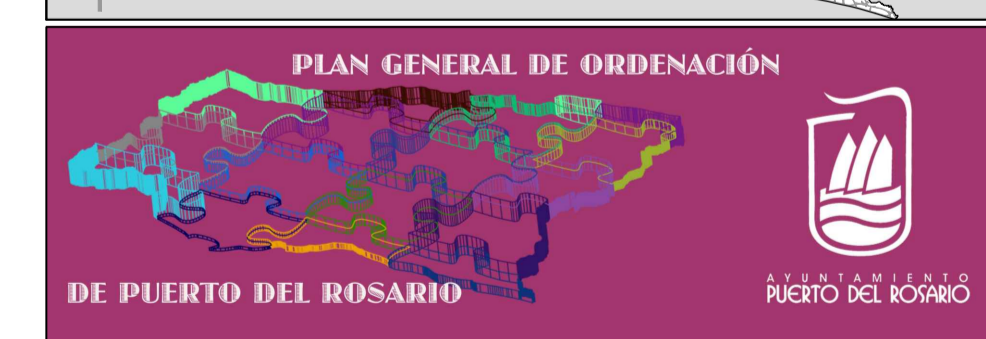 PLAN GENERAL DE ORDENACIÓN
DE PUERTO DEL ROSARIO
AYUNTAMIENTO
PUERTO DEL ROSARIO